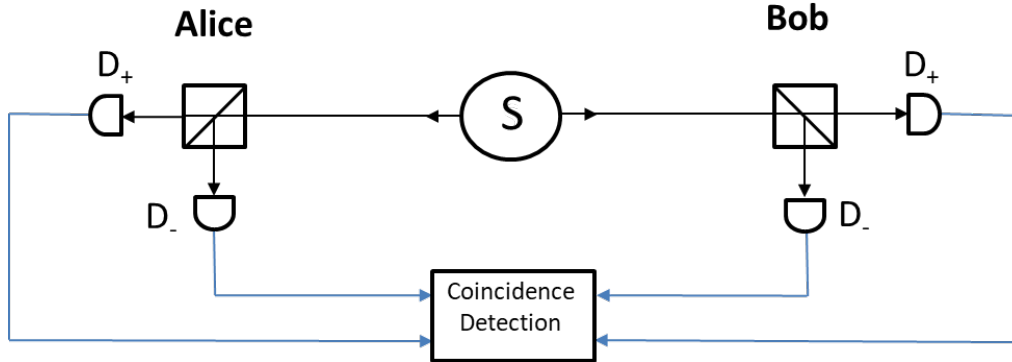 Alice
Bob
D+
D+
S
D-
D-
Coincidence
Detection